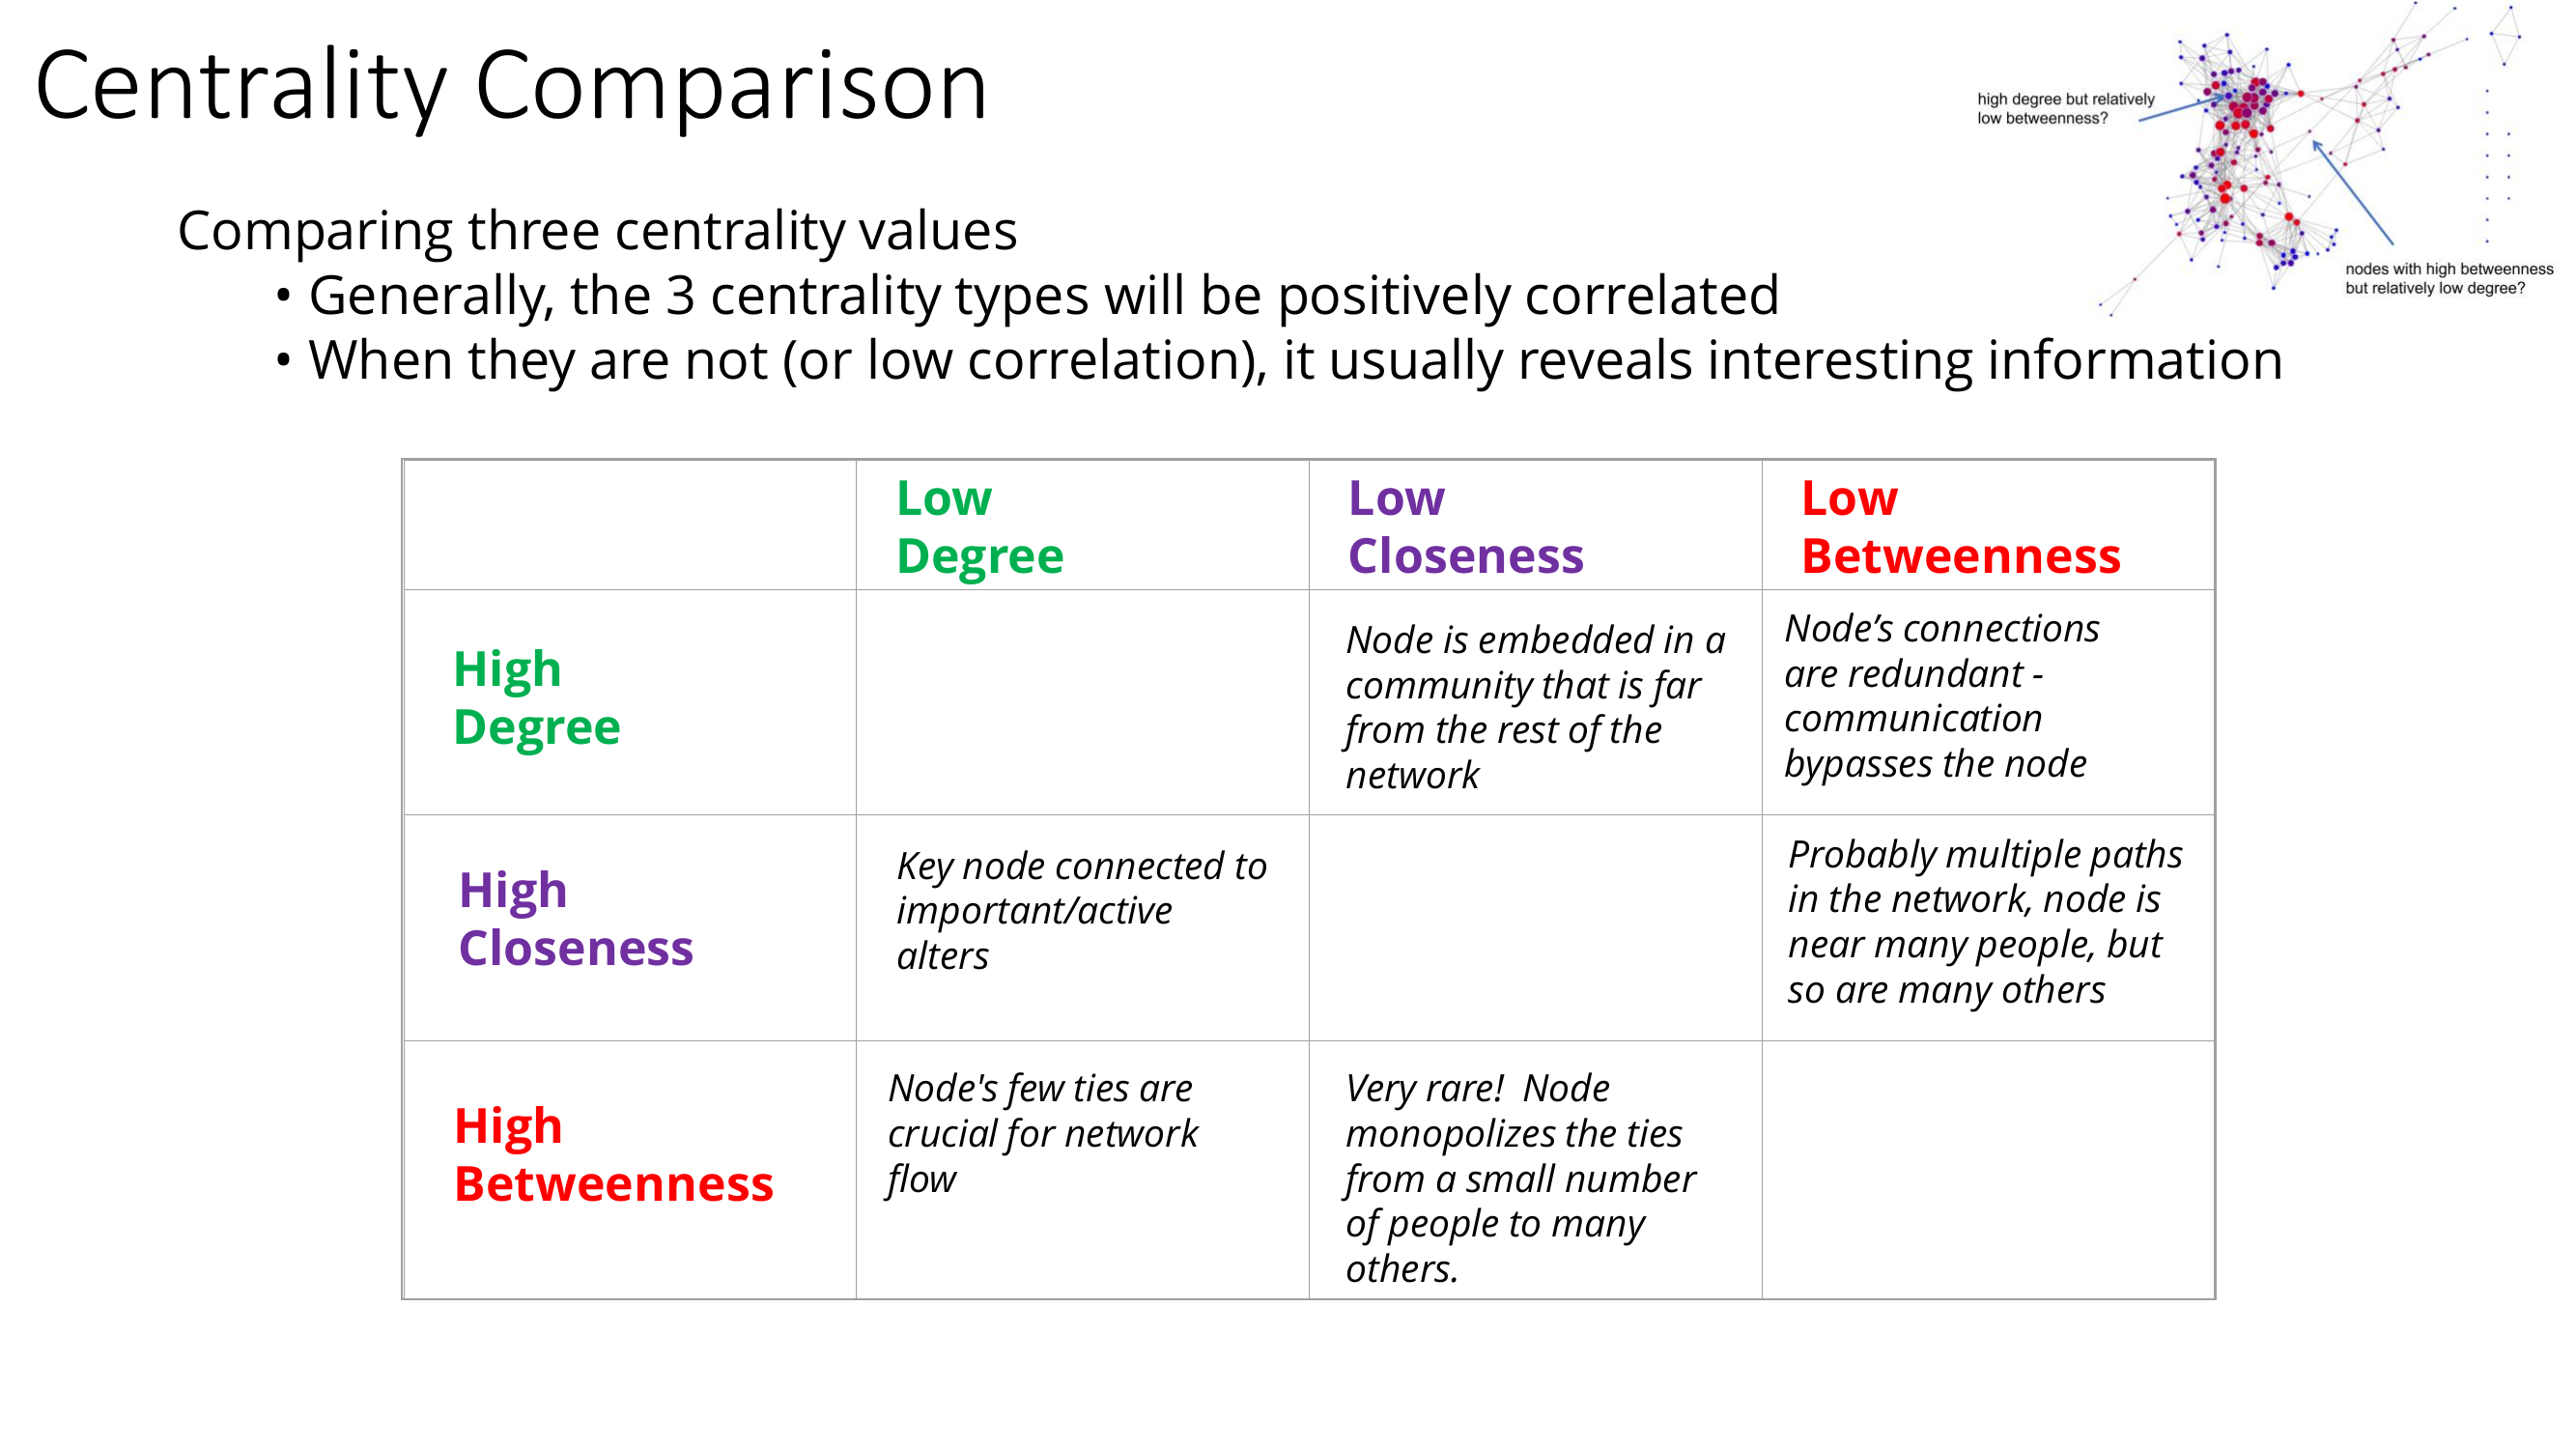 Centrality Comparison
high degree but relatively
low betweenness?
nodes with high betweenness
but relatively low degree?
Comparing three centrality values
• Generally, the 3 centrality types will be positively correlated
• When they are not (or low correlation), it usually reveals interesting information
Low
Degree
Low
Closeness
Low
Betweenness
High
Degree
Node is embedded in a
community that is far
from the rest of the
network
Node’s connections
are redundant -
communication
bypasses the node
High
Closeness
Key node connected to
important/active
alters
Probably multiple paths
in the network, node is
near many people, but
so are many others
High
Betweenness
Node's few ties are
crucial for network
flow
Very rare!  Node
monopolizes the ties
from a small number
of people to many
others.